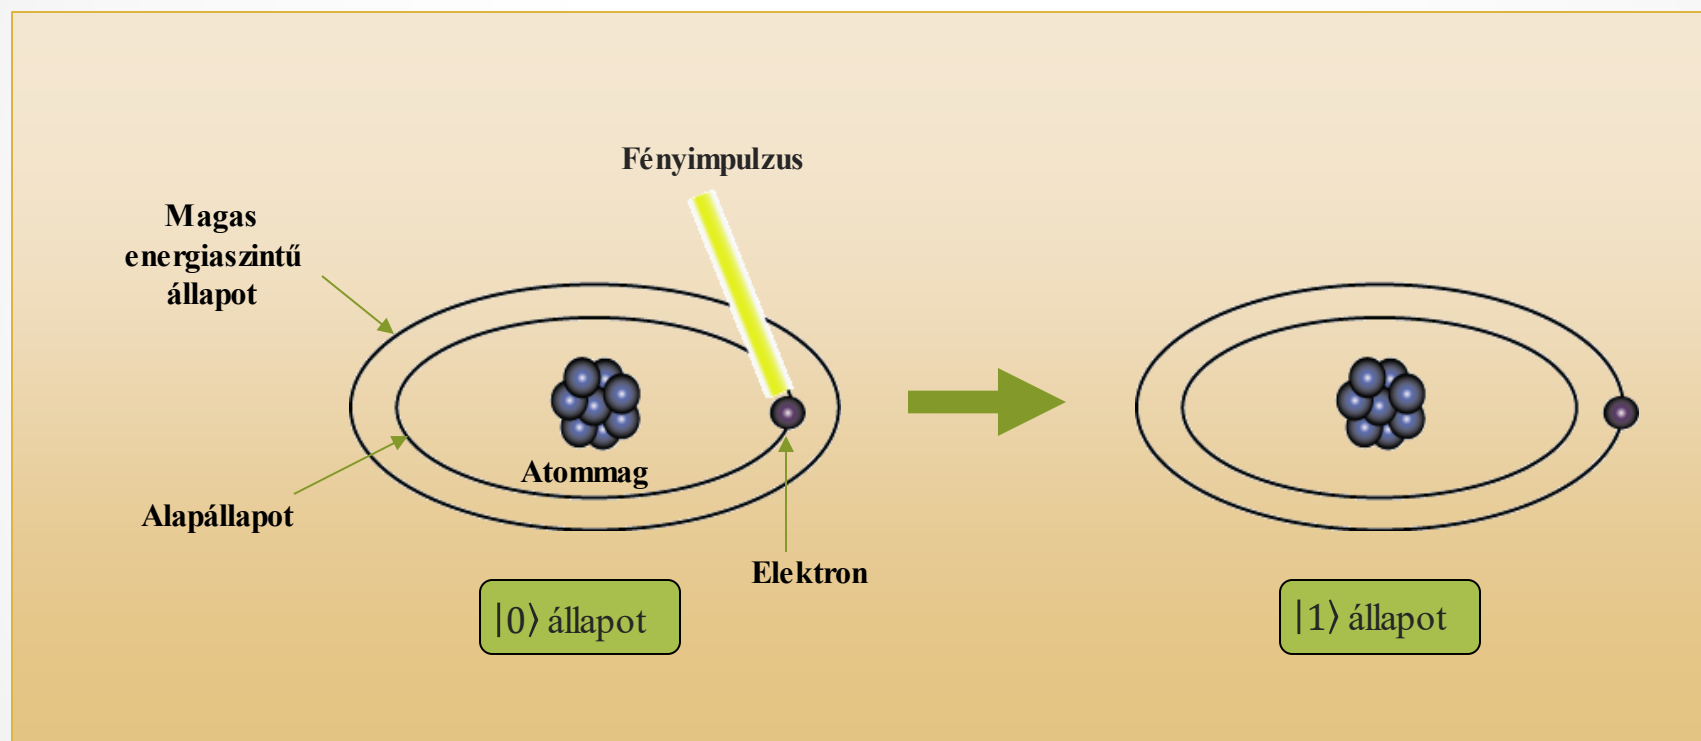 Fényimpulzus
Magas
energiaszintű
állapot
Atommag
Alapállapot
Elektron
|0⟩ állapot
|1⟩ állapot